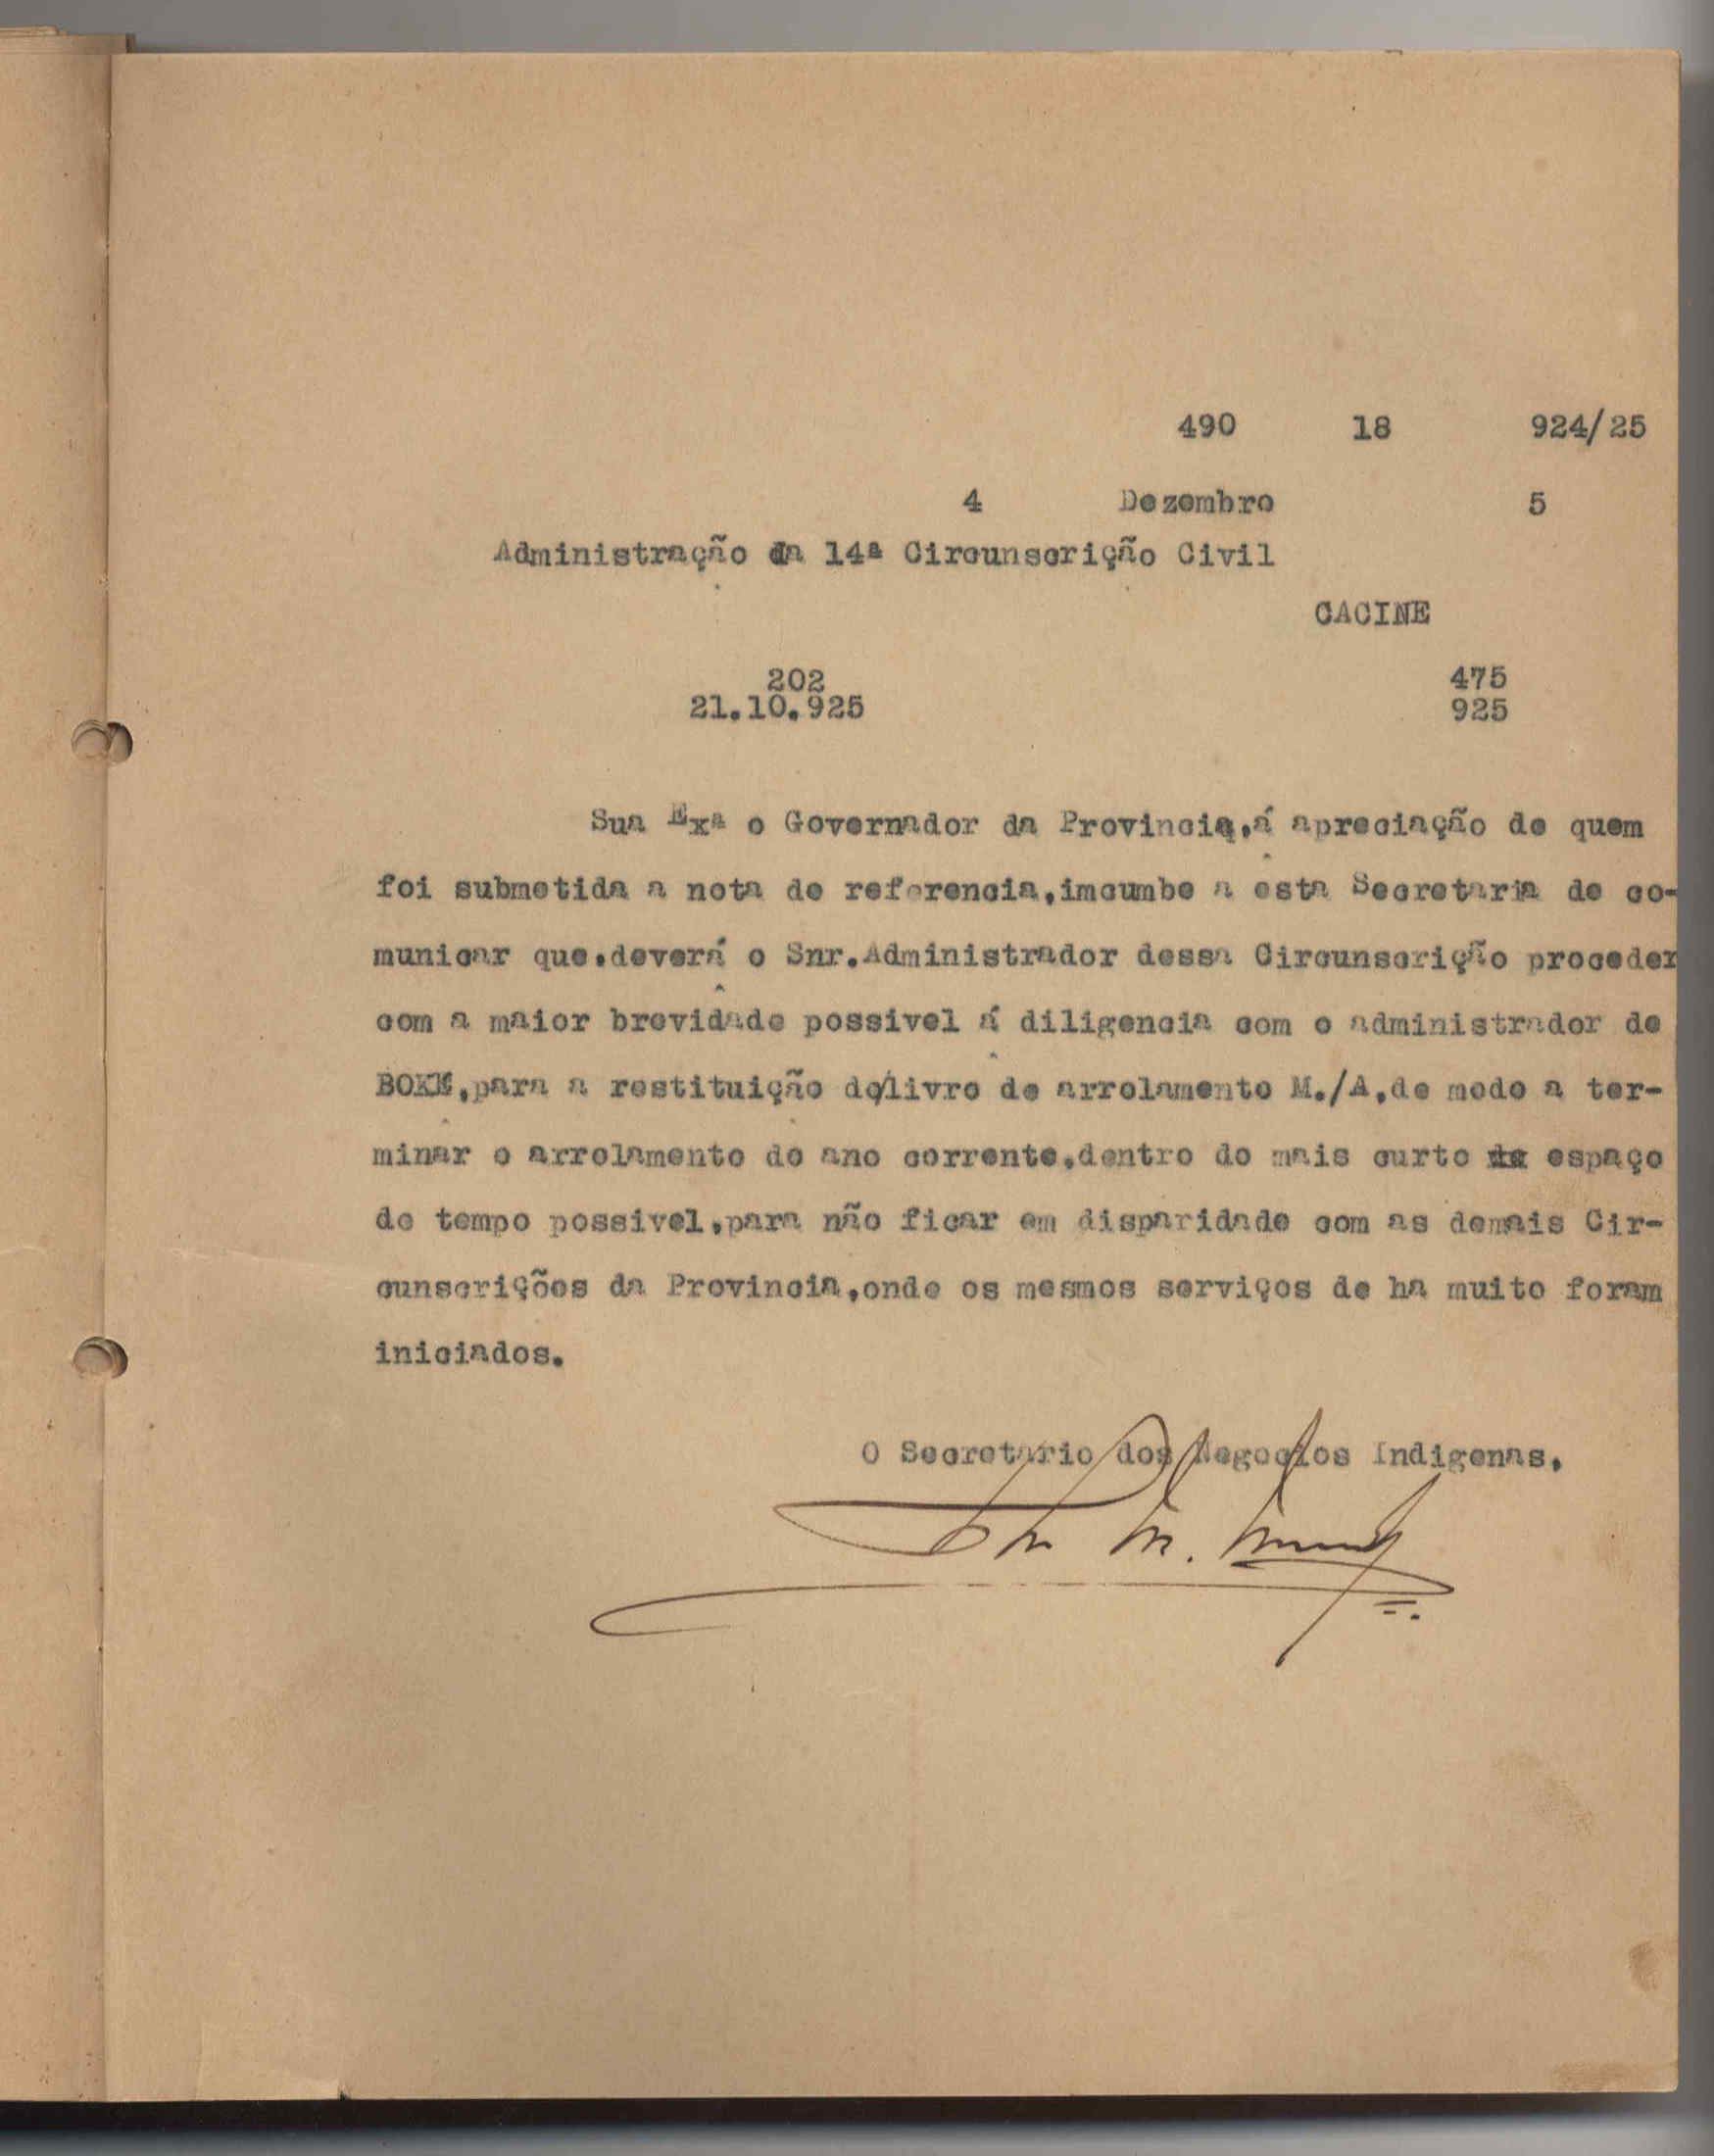 490 18 924/25
4 Dezembro 5
Administração da 14ª Circunscrição Civil
CACINE
202 475
21.10.925 925
Sua Exª o Governador da Provincia,á apreciação de quem
foi submetida a nota de referencia,imcumbe a esta Secretaria de co-
municar que,deverá o Snr.Administrador dessa Circunscrição proceder
com a maior brevidade possivel á diligencia com o administrador de
BOKÉ,para a restituição do/livro de arrolamento M./A,de modo a ter-
minar o arrolamento do ano corrente,dentro do mais curto espaço
de tempo possivel,para não ficar em disparidade com as demais Cir-
cunscrições da Provincia,onde os mesmos serviços de ha muito foram
iniciados.
O Secretario dos Negocios Indigenas,